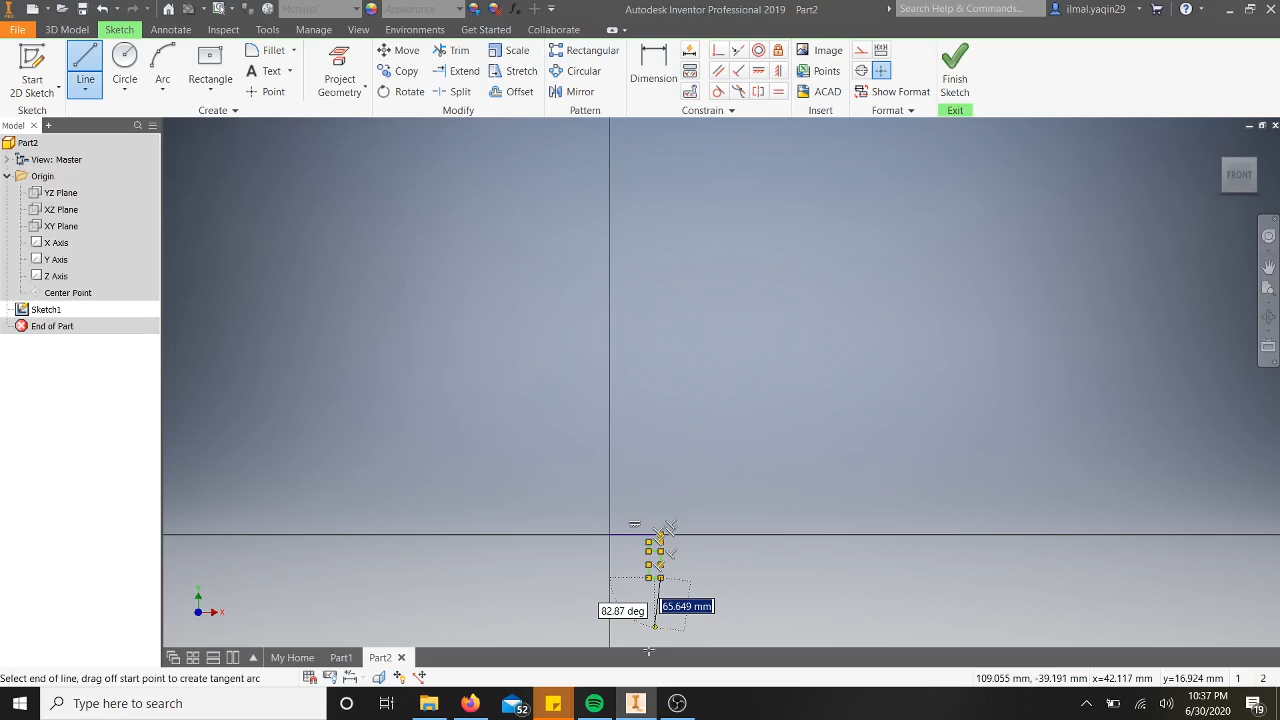 Material
Appearance
Autodesk Inventor Professional 2019 Part2
Search Help & Commands...
ilmal.yaqin29
File
3D Model
Sketch
Annotate
Inspect
Tools
Manage
View
Environments
Get Started
Collaborate
Start
2D Sketch
Line
Circle
Arc
Rectangle
Fillet
Text
Point
Project
Geometry
Move
Copy
Rotate
Trim
Extend
Split
Scale
Stretch
Offset
Rectangular
Circular
Mirror
Dimension
Image
Points
ACAD
Show Format
Finish
Sketch
Sketch
Create
Modify
Pattern
Constrain
Insert
Format
Exit
Model
Part2
View: Master
Origin
YZ Plane
XZ Plane
XY Plane
X Axis
Y Axis
Z Axis
Center Point
Sketch1
End of Part
FRONT
82.87 deg
65.649 mm
Y
X
My Home
Part1
Part2
Select end of line, drag off start point to create tangent arc
109.055 mm, -39.191 mm
x=42.117 mm
y=16.924 mm
1
2
Type here to search
52
10:37 PM
6/30/2020
19